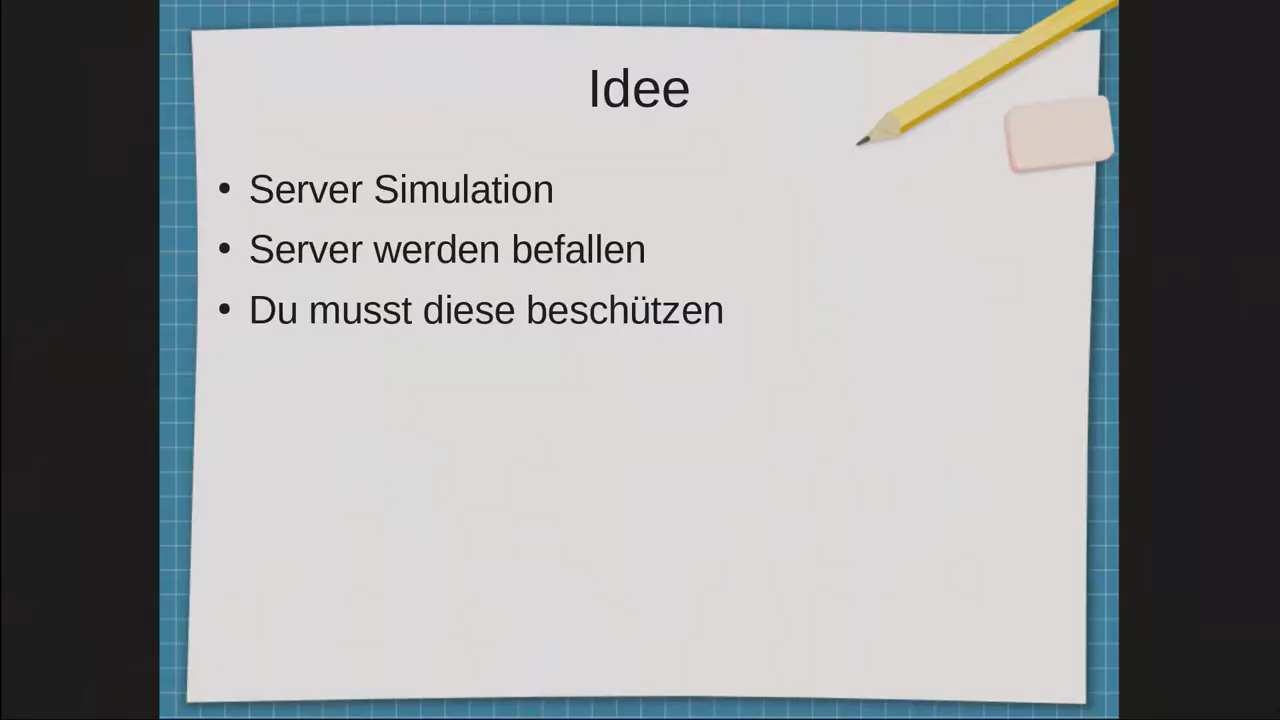 Idee
• Server Simulation
• Server werden befallen
• Du musst diese beschützen